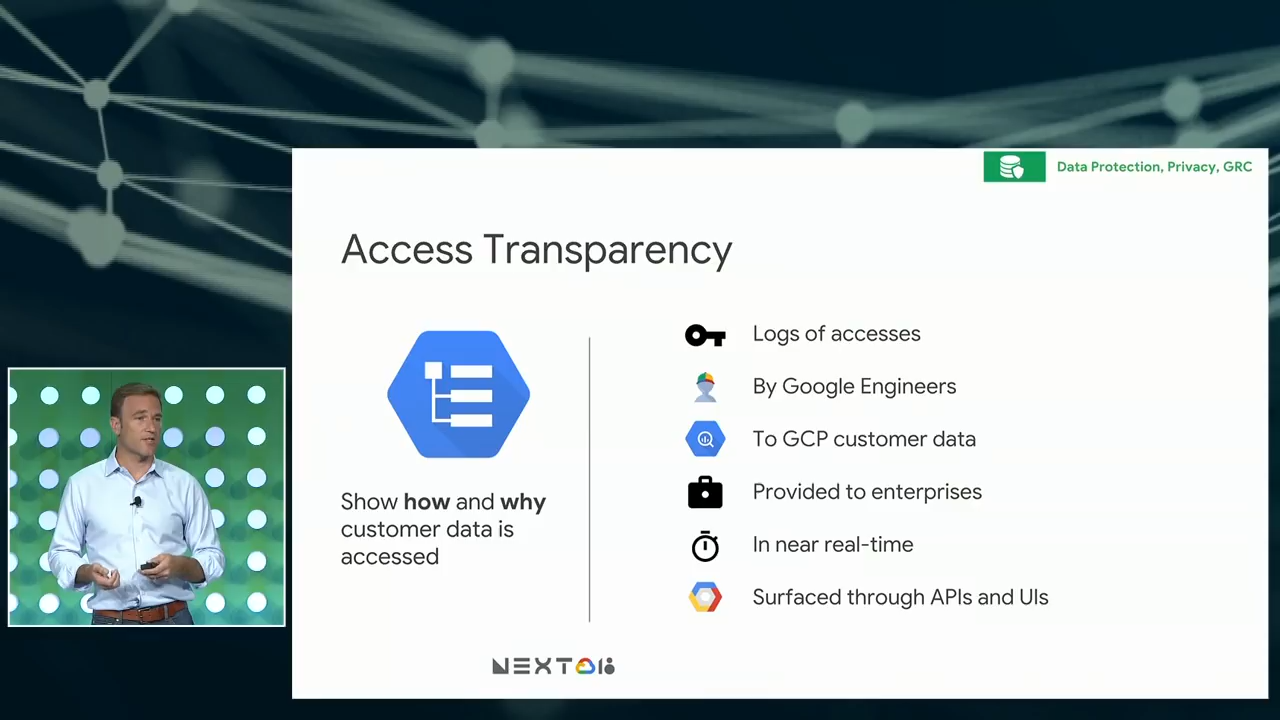 Data Protection, Privacy, GRC
Access Transparency
Show how and why
customer data is
accessed
Logs of accesses
By Google Engineers
To GCP customer data
Provided to enterprises
In near real-time
Surfaced through APIs and UIs
NEXT 18